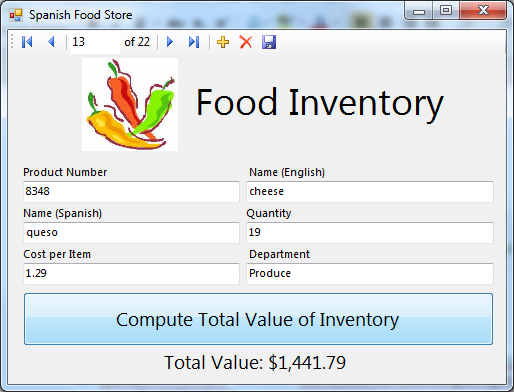 Spanish Food Store
13 of 22
Food Inventory
Product Number Name (English)
8348 cheese
Name (Spanish) Quantity
queso 19
Cost per Item Department
1.29 Produce
Compute Total Value of Inventory
Total Value: $1,441.79